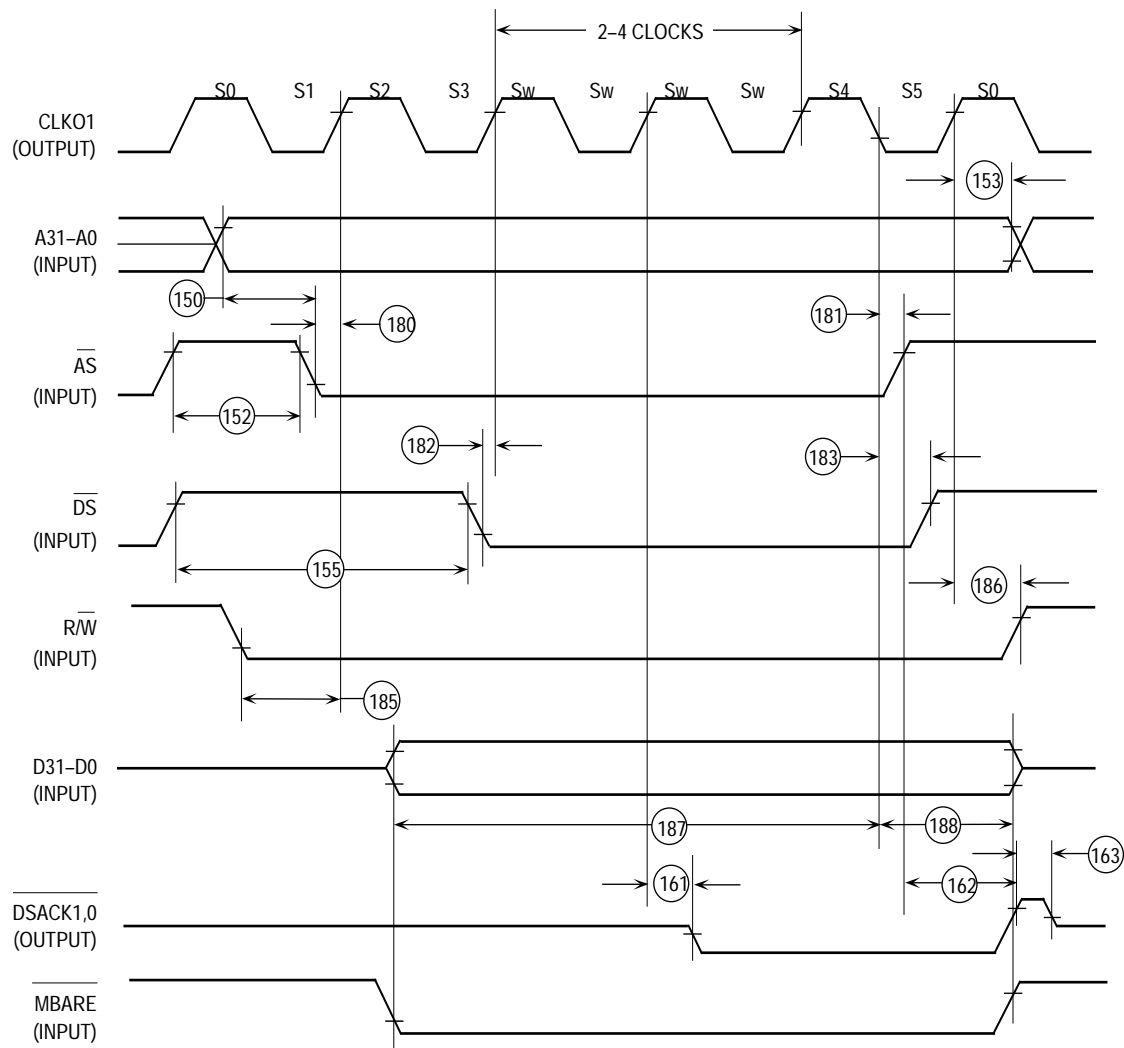 2–4 CLOCKS
S0 S1 S2 S3 Sw Sw Sw Sw S4 S5 S0
CLKO1
(OUTPUT)
153
A31–A0
(INPUT)
150
180
181
AS
(INPUT)
152
182
183
DS
(INPUT)
155
186
R/W
(INPUT)
185
D31–D0
(INPUT)
187
188
163
161
162
DSACK1,0
(OUTPUT)
MBARE
(INPUT)